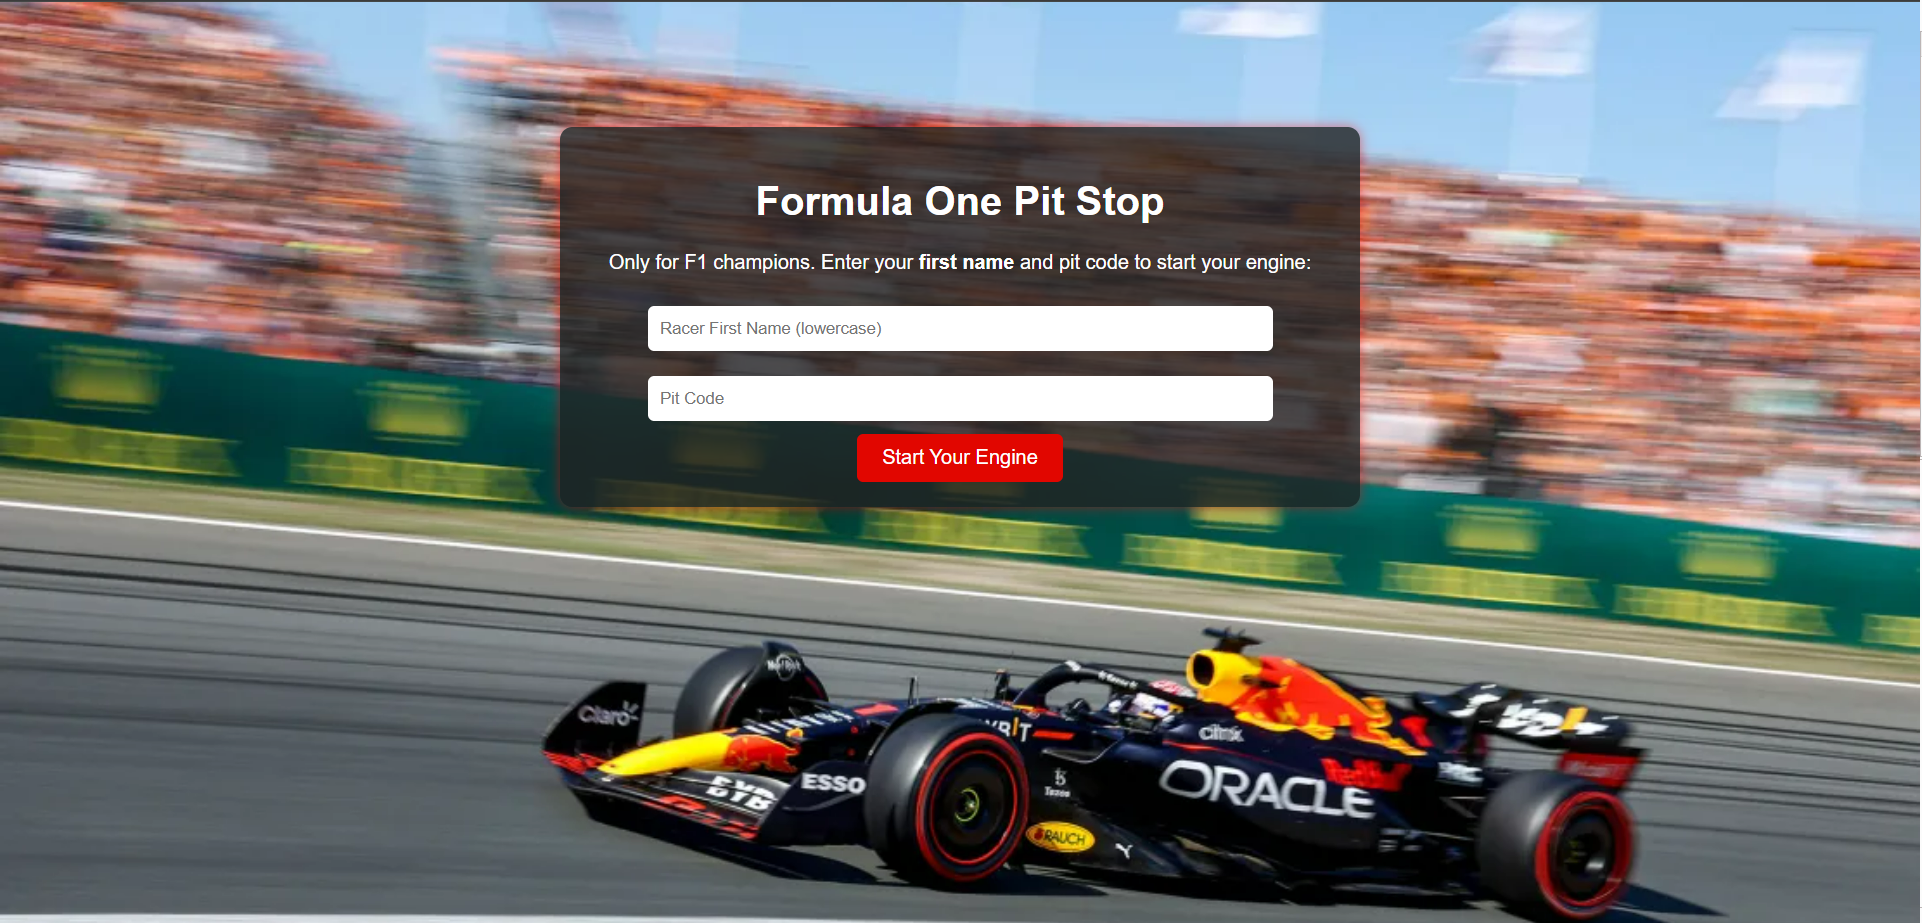 Formula One Pit Stop
Only for F1 champions. Enter your first name and pit code to start your engine:
Racer First Name (lowercase)
Pit Code
Start Your Engine
Claro
citrix
ESSO
ORACLE
RAUCH